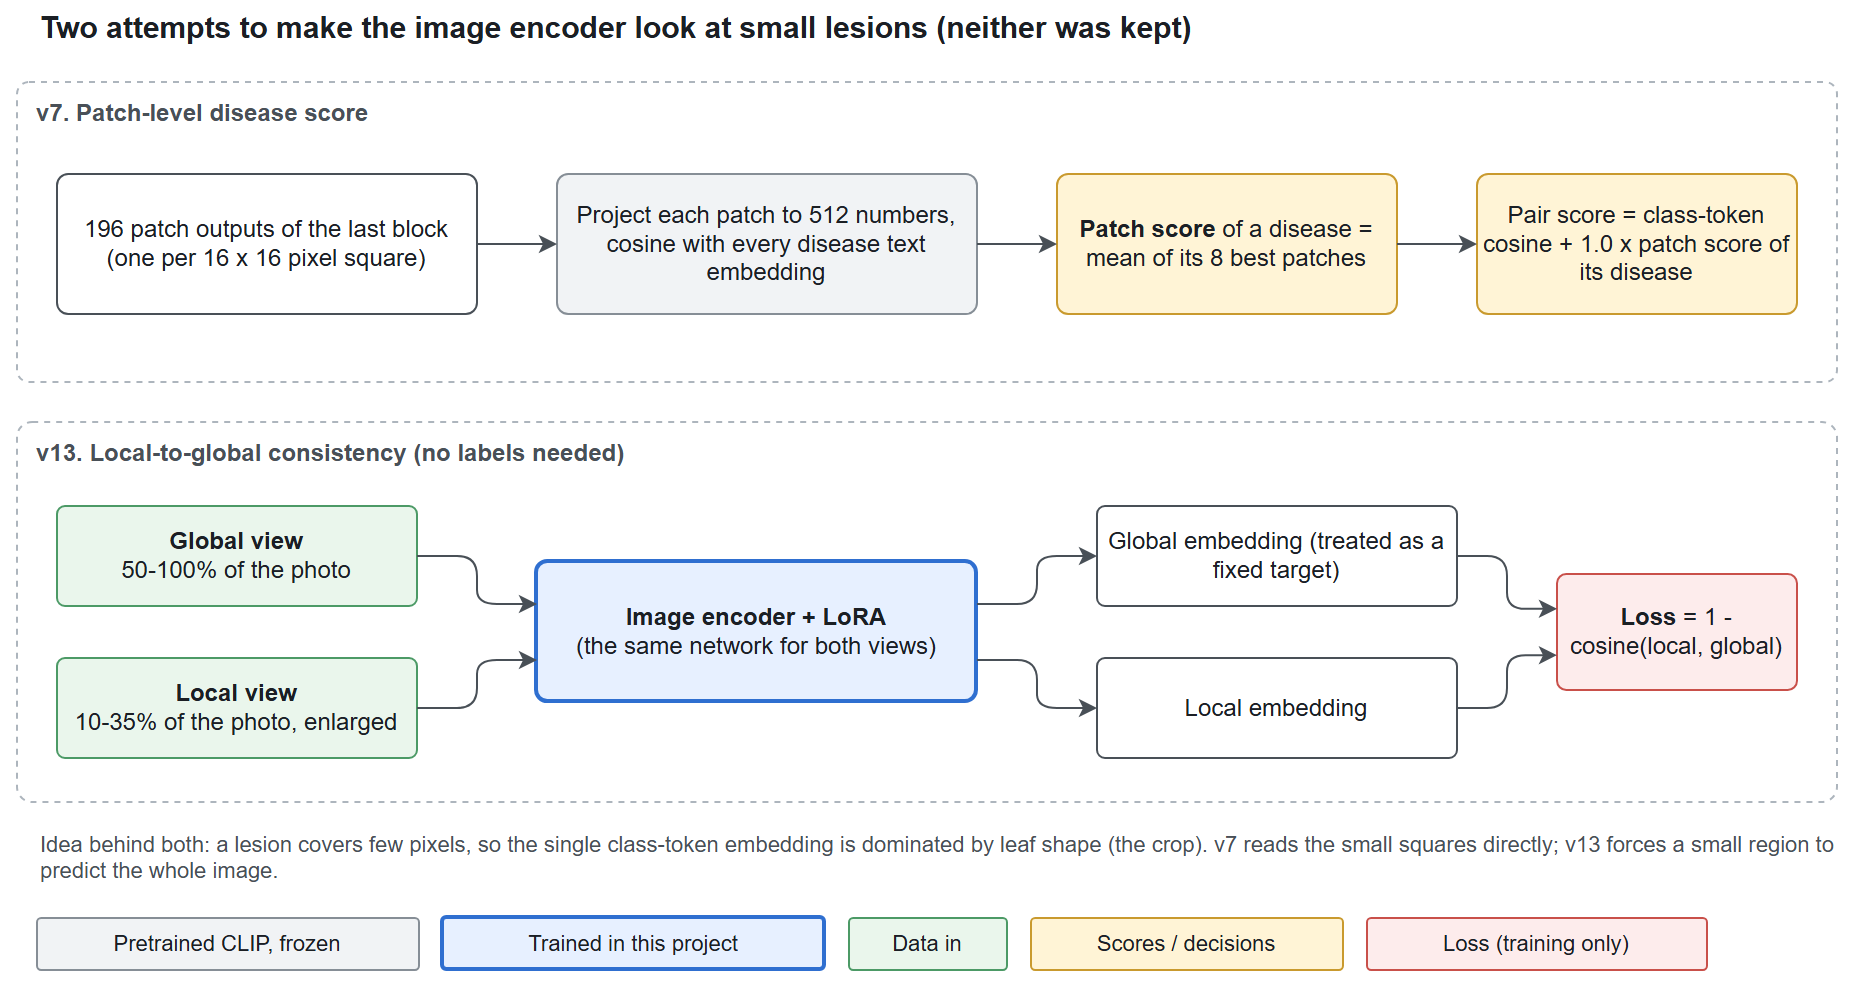 Two attempts to make the image encoder look at small lesions (neither was kept)
v7. Patch-level disease score
196 patch outputs of the last block
(one per 16 x 16 pixel square)
Project each patch to 512 numbers,
cosine with every disease text
embedding
Patch score of a disease =
mean of its 8 best patches
Pair score = class-token
cosine + 1.0 x patch score of
its disease
v13. Local-to-global consistency (no labels needed)
Global view
50-100% of the photo
Local view
10-35% of the photo, enlarged
Image encoder + LoRA
(the same network for both views)
Global embedding (treated as a
fixed target)
Local embedding
Loss = 1 -
cosine(local, global)
Idea behind both: a lesion covers few pixels, so the single class-token embedding is dominated by leaf shape (the crop). v7 reads the small squares directly; v13 forces a small region to
predict the whole image.
Pretrained CLIP, frozen
Trained in this project
Data in
Scores / decisions
Loss (training only)